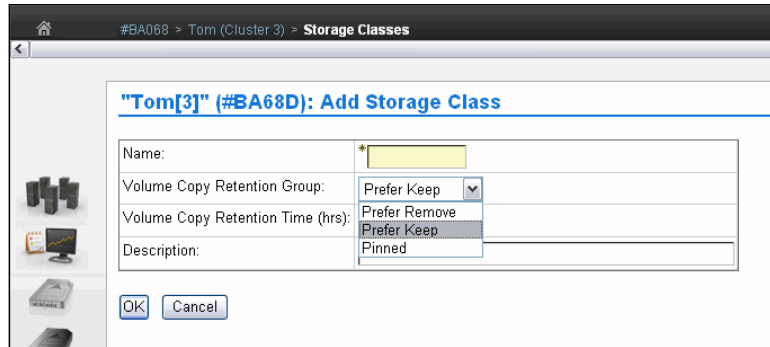 #BA068 > Tom (Cluster 3) > Storage Classes
"Tom[3]" (#BA68D): Add Storage Class
Name: *
Volume Copy Retention Group: Prefer Keep
Prefer Remove
Volume Copy Retention Time (hrs):
Prefer Keep
Pinned
Description:
OK Cancel